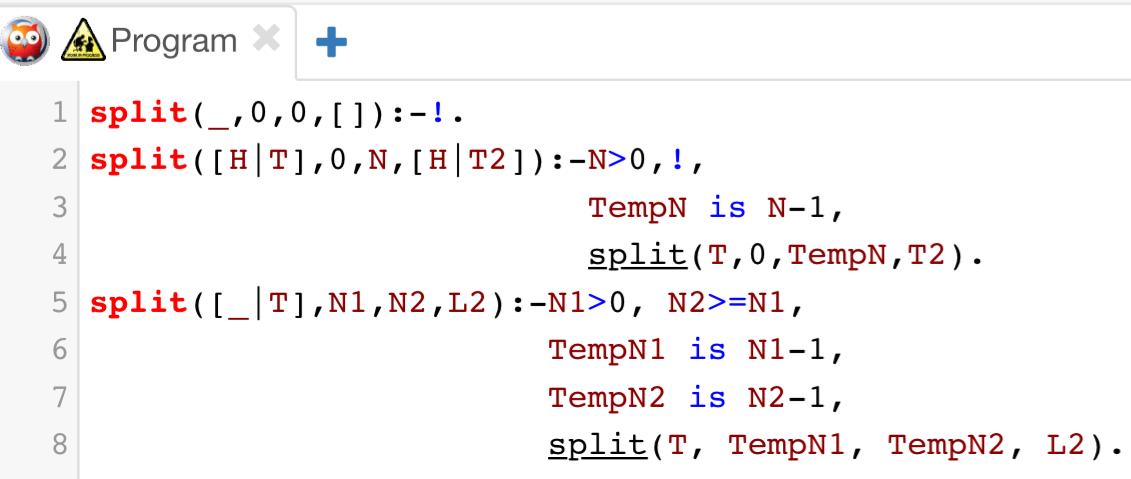 Program
1 split(_,0,0,[]):-!.
2 split([H|T],0,N,[H|T2]):-N>0,!,
3 TempN is N-1,
4 split(T,0,TempN,T2).
5 split([_|T],N1,N2,L2):-N1>0, N2>=N1,
6 TempN1 is N1-1,
7 TempN2 is N2-1,
8 split(T, TempN1, TempN2, L2).